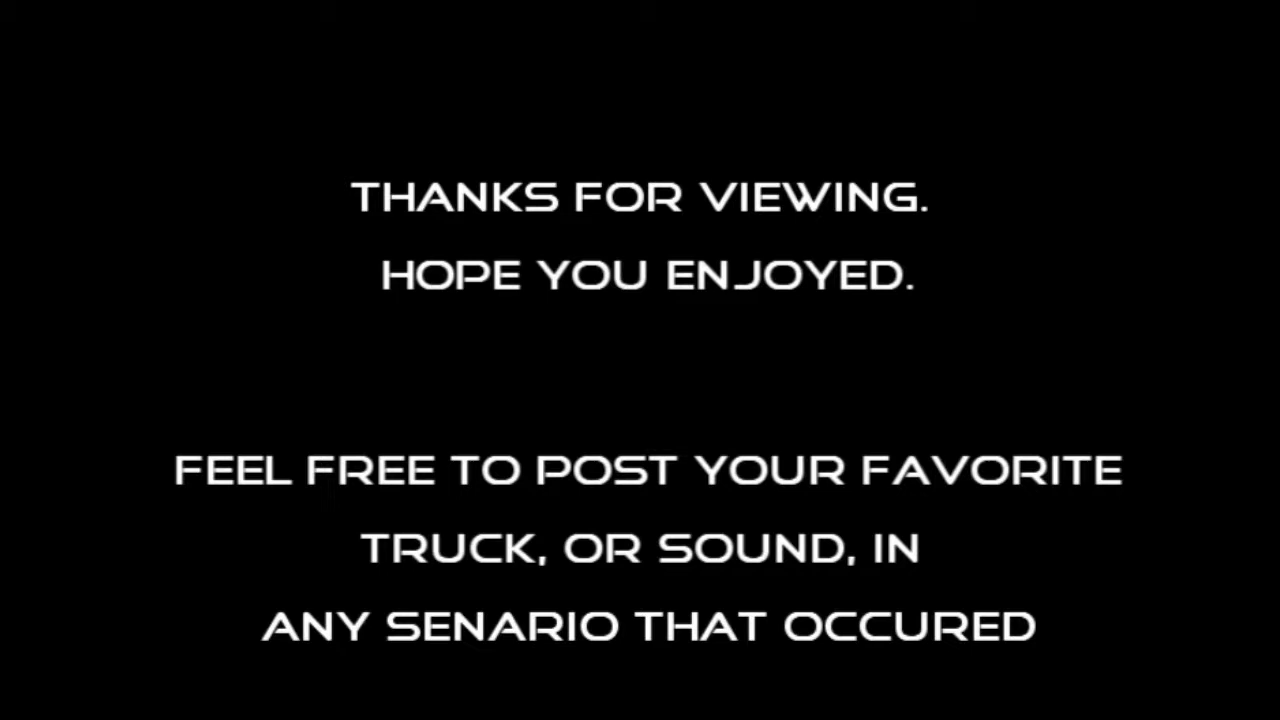 THANKS FOR VIEWING.
HOPE YOU ENJOYED.
FEEL FREE TO POST YOUR FAVORITE
TRUCK, OR SOUND, IN
ANY SENARIO THAT OCCURED